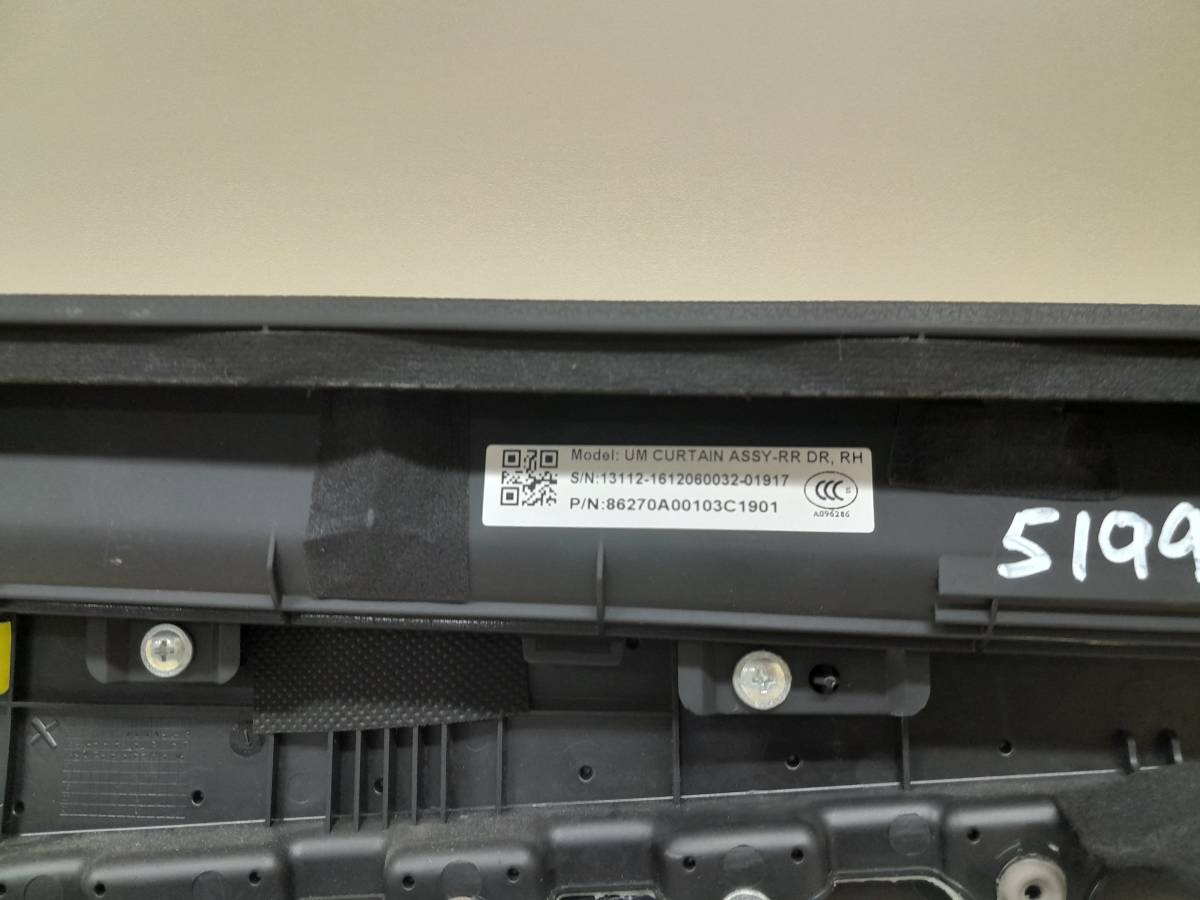 Model: UM CURTAIN ASSY-RR DR, RH
S/N:13112-1612060032-01917
P/N:86270A00103C1901
CCC
A096286
5199